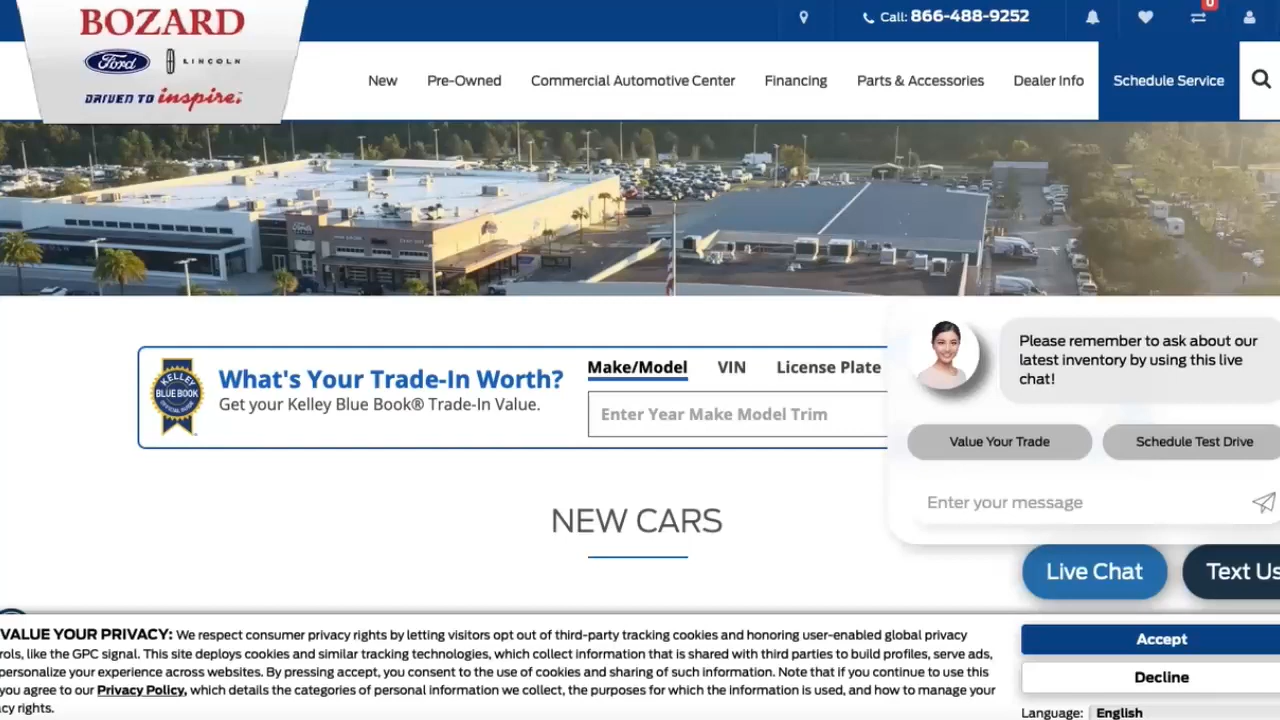 BOZARD
Ford LINCOLN
DRIVEN TO inspire.
Call: 866-488-9252
0
New Pre-Owned Commercial Automotive Center Financing Parts & Accessories Dealer Info Schedule Service
KELLEY
BLUE BOOK
What's Your Trade-In Worth?
Get your Kelley Blue Book® Trade-In Value.
Make/Model VIN License Plate
Enter Year Make Model Trim
Please remember to ask about our
latest inventory by using this live
chat!
Value Your Trade Schedule Test Drive
Enter your message
NEW CARS
Live Chat Text Us
VALUE YOUR PRIVACY: We respect consumer privacy rights by letting visitors opt out of third-party tracking cookies and honoring user-enabled global privacy
rols, like the GPC signal. This site deploys cookies and similar tracking technologies, which collect information that is shared with third parties to build profiles, serve ads,
personalize your experience across websites. By pressing accept, you consent to the use of cookies and sharing of such information. Note that if you continue to use this
you agree to our Privacy Policy, which details the categories of personal information we collect, the purposes for which the information is used, and how to manage your
cy rights.
Accept
Decline
Language: English